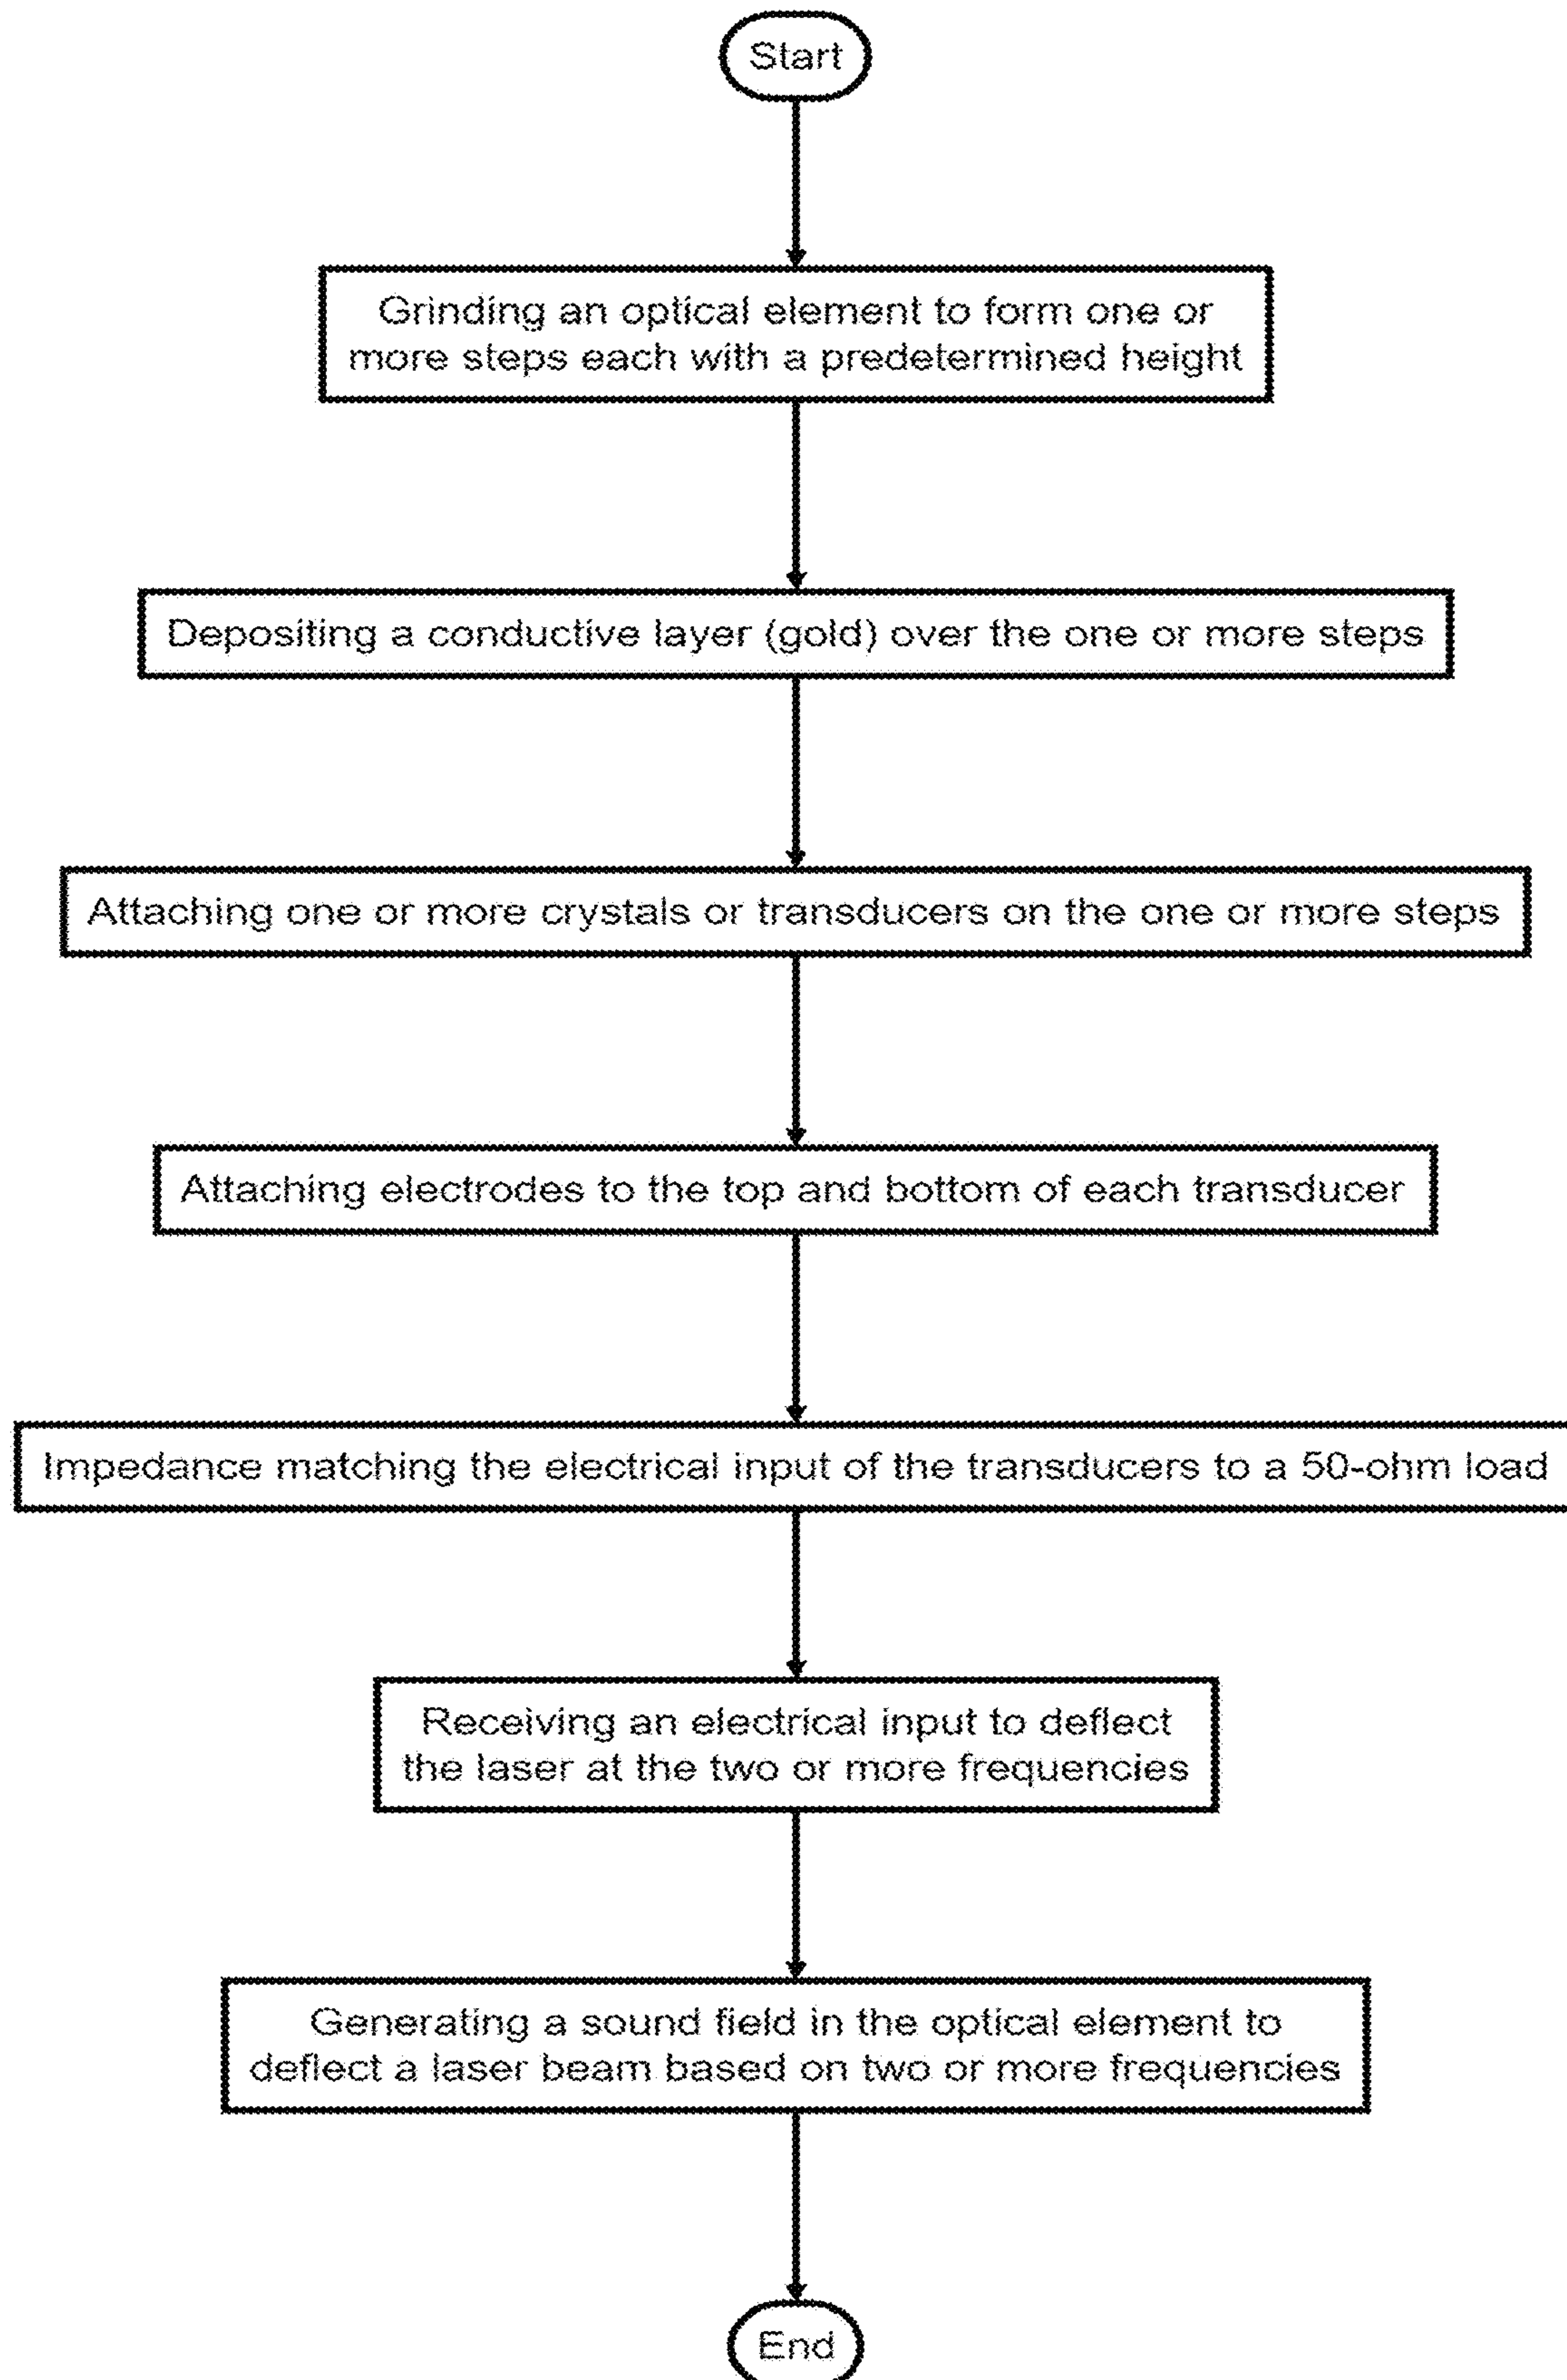 Start
Grinding an optical element to form one or
more steps each with a predetermined height
Depositing a conductive layer (gold) over the one or more steps
Attaching one or more crystals or transducers on the one or more steps
Attaching electrodes to the top and bottom of each transducer
Impedance matching the electrical input of the transducers to a 50-ohm load
Receiving an electrical input to deflect
the laser at the two or more frequencies
Generating a sound field in the optical element to
deflect a laser beam based on two or more frequencies
End